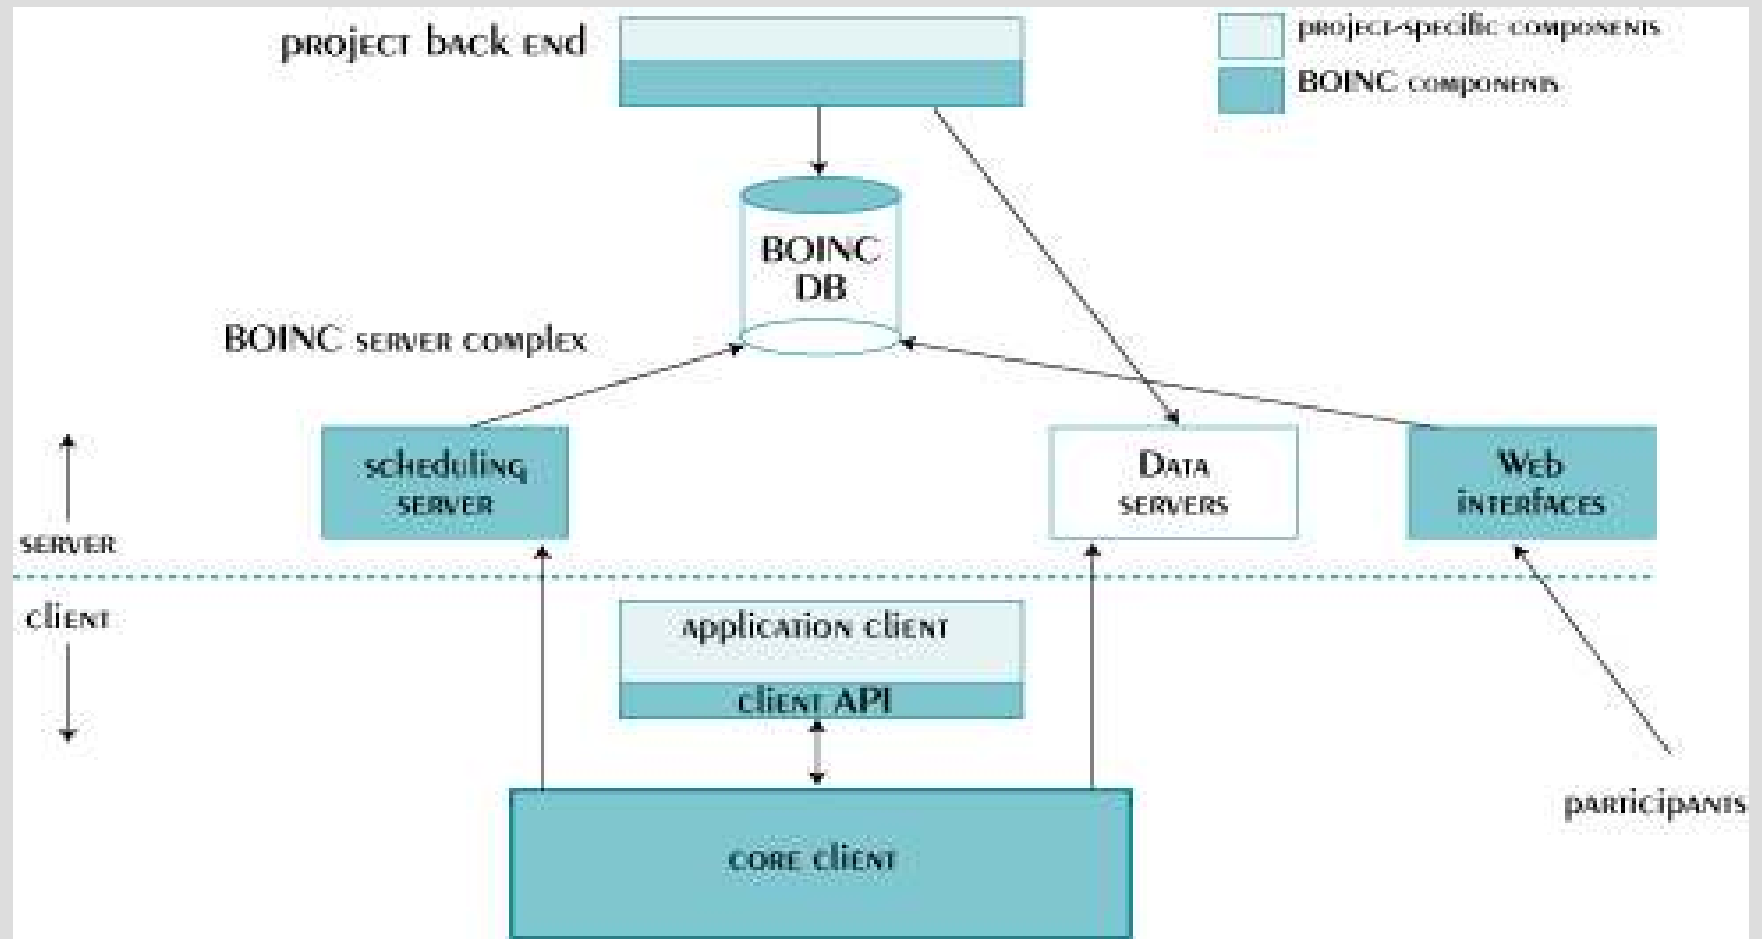 project back end
project-specific components
BOINC components
BOINC
DB
BOINC server complex
scheduling
server
Data
servers
Web
interfaces
server
client
application client
client API
participants
core client